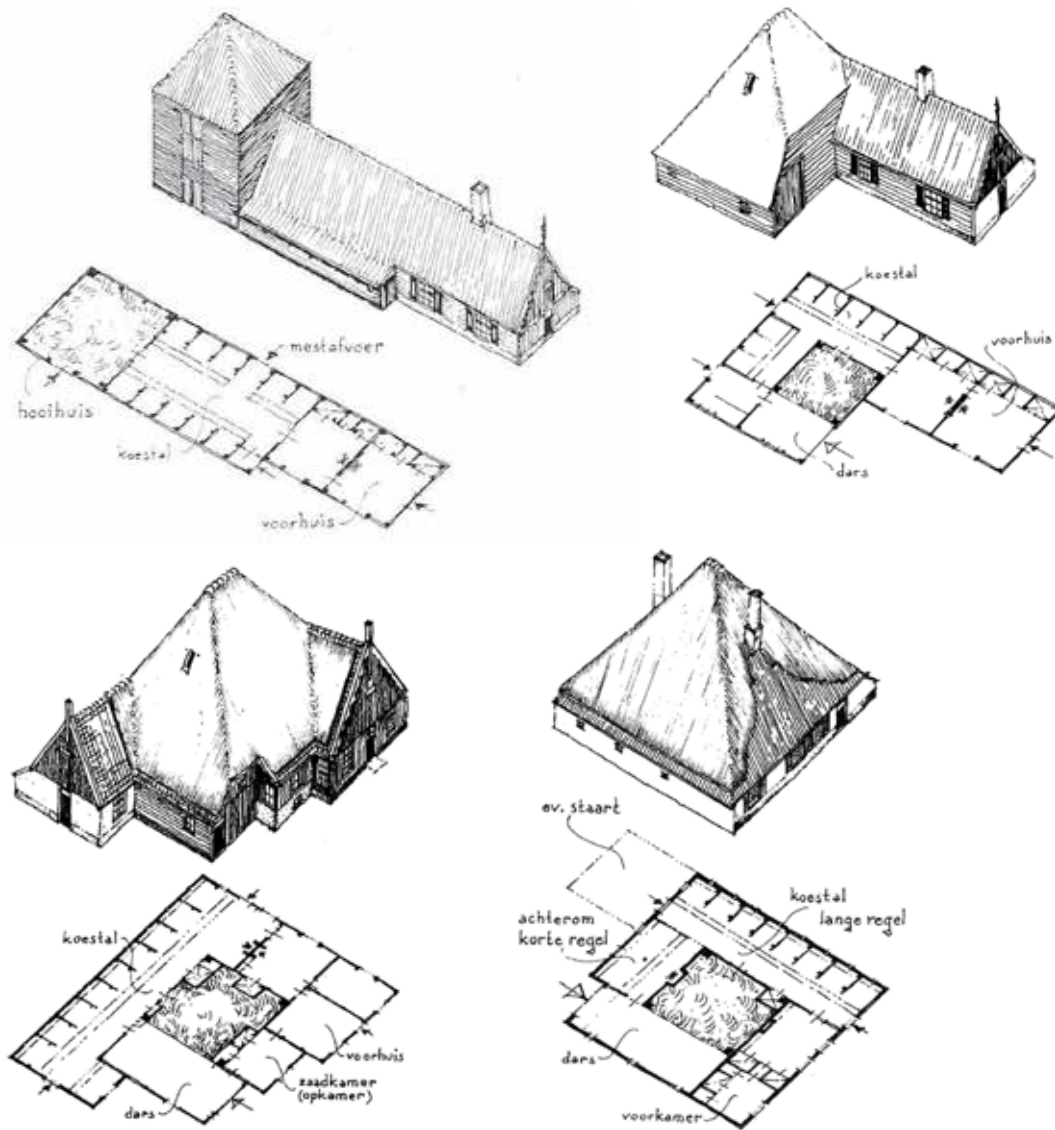 mestafvoer
hooihuis
koestal
voorhuis
koestal
voorhuis
dars
koestal
voorhuis
zaadkamer
(opkamer)
dars
ev. staart
koestal
lange regel
achterom
korte regel
dars
voorkamer